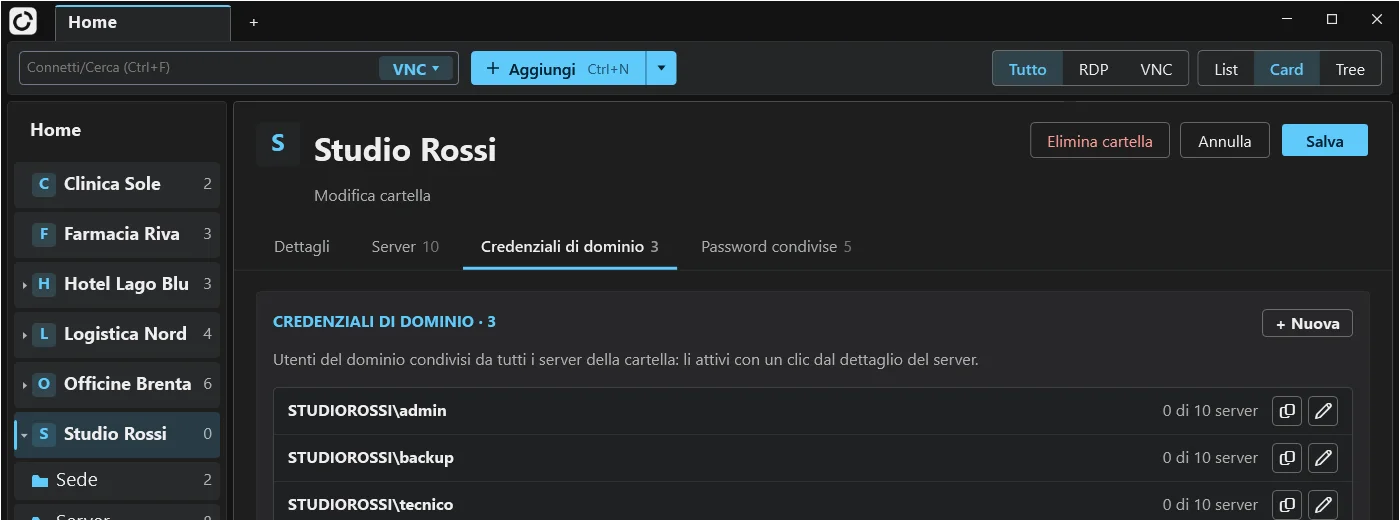 Home +
Connetti/Cerca (Ctrl+F) VNC + Aggiungi Ctrl+N Tutto RDP VNC List Card Tree
Home
C Clinica Sole 2
F Farmacia Riva 3
H Hotel Lago Blu 3
L Logistica Nord 4
O Officine Brenta 6
S Studio Rossi 0
Sede 2
Server
S Studio Rossi Elimina cartella Annulla Salva
Modifica cartella
Dettagli Server 10 Credenziali di dominio 3 Password condivise 5
CREDENZIALI DI DOMINIO · 3 + Nuova
Utenti del dominio condivisi da tutti i server della cartella: li attivi con un clic dal dettaglio del server.
STUDIOROSSI\admin 0 di 10 server
STUDIOROSSI\backup 0 di 10 server
STUDIOROSSI\tecnico 0 di 10 server